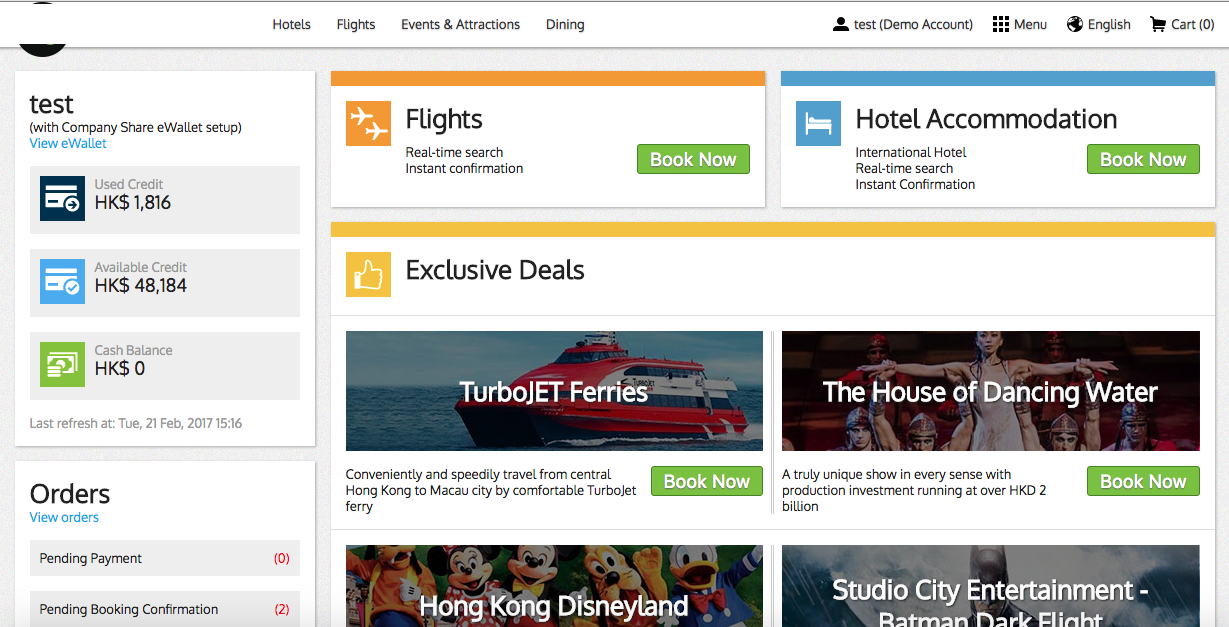 Hotels
Flights
Events & Attractions
Dining
test (Demo Account)
Menu
English
Cart (0)
test
(with Company Share eWallet setup)
View eWallet
Used Credit
HK$ 1,816
Available Credit
HK$ 48,184
Cash Balance
HK$ 0
Last refresh at: Tue, 21 Feb, 2017 15:16
Orders
View orders
Pending Payment (0)
Pending Booking Confirmation (2)
Flights
Real-time search
Instant confirmation
Book Now
Hotel Accommodation
International Hotel
Real-time search
Instant Confirmation
Book Now
Exclusive Deals
TURBOJET
TurboJET Ferries
Conveniently and speedily travel from central
Hong Kong to Macau city by comfortable TurboJet
ferry
Book Now
The House of Dancing Water
A truly unique show in every sense with
production investment running at over HKD 2
billion
Book Now
Hong Kong Disneyland
Studio City Entertainment -
Batman Dark Flight